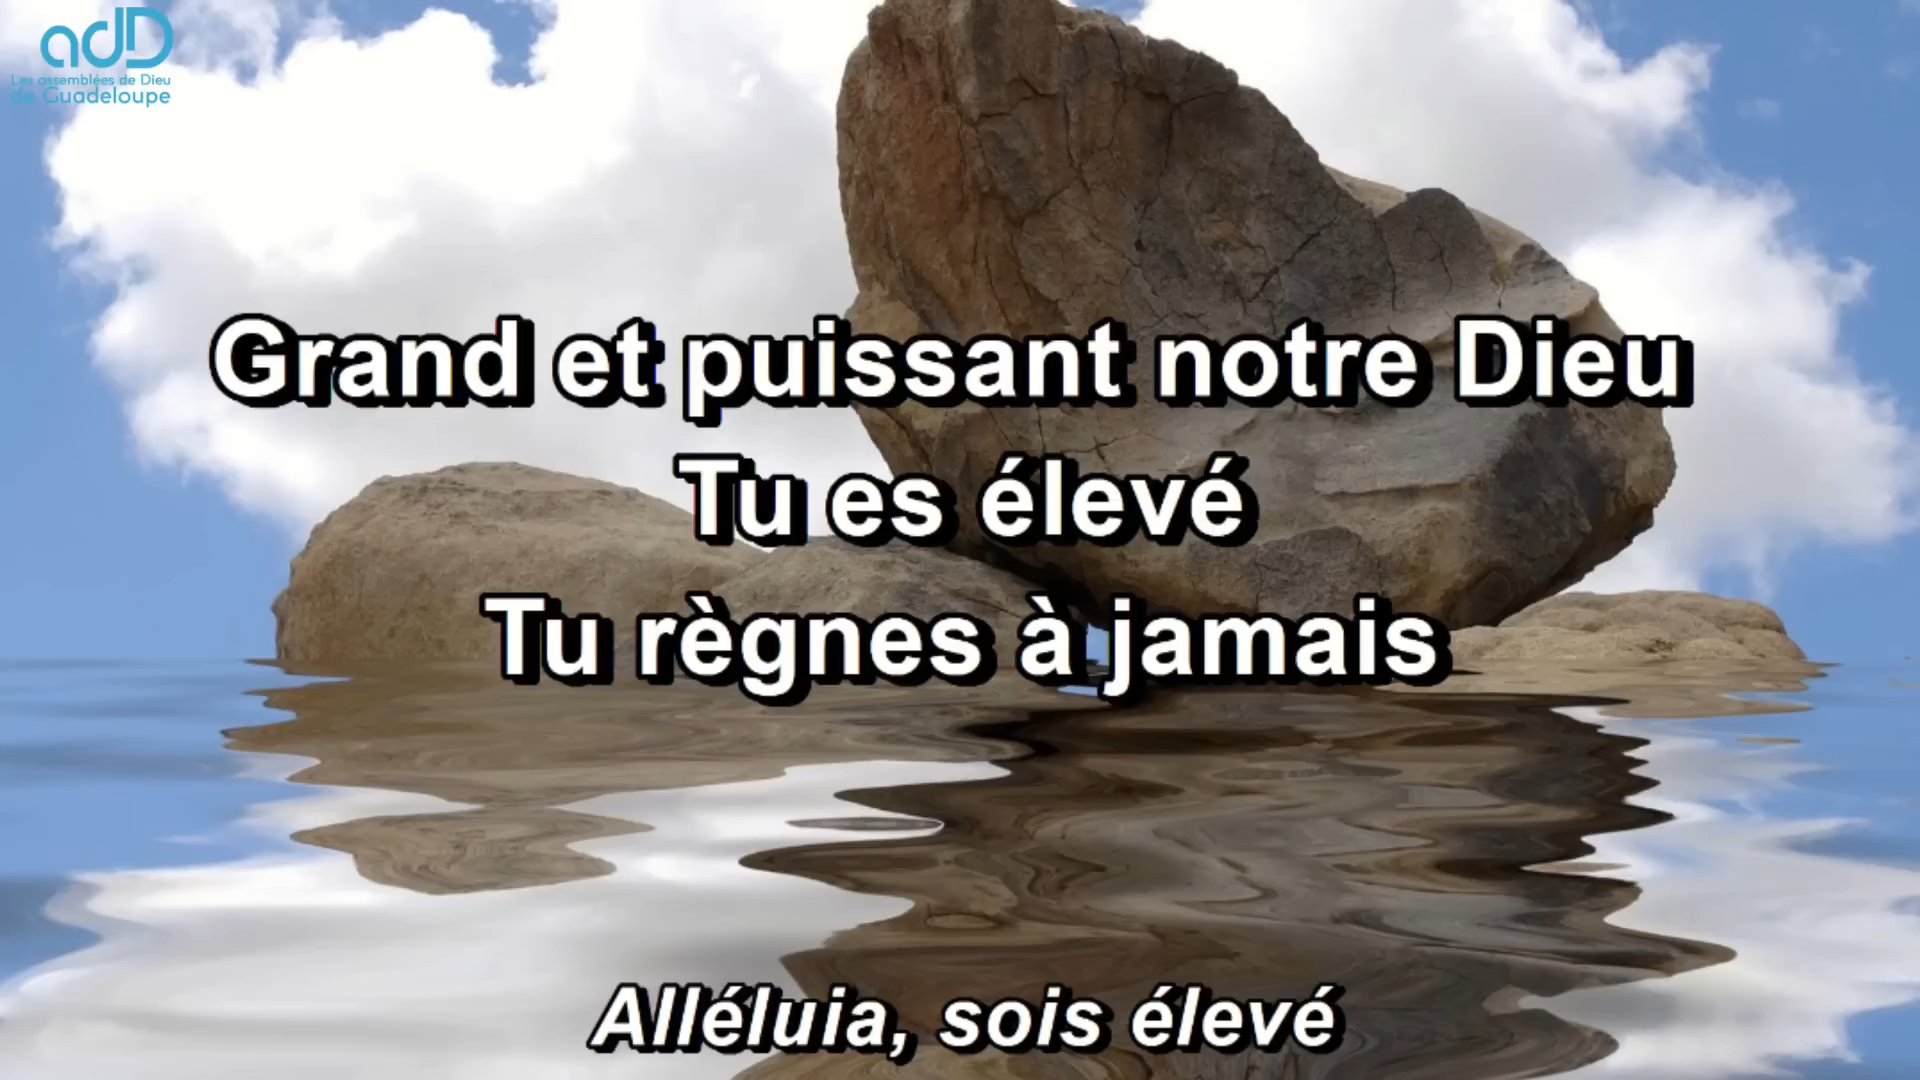 add
Les assemblées de Dieu
de Guadeloupe
Grand et puissant notre Dieu
Tu es élevé
Tu règnes à jamais
Alléluia, sois élevé